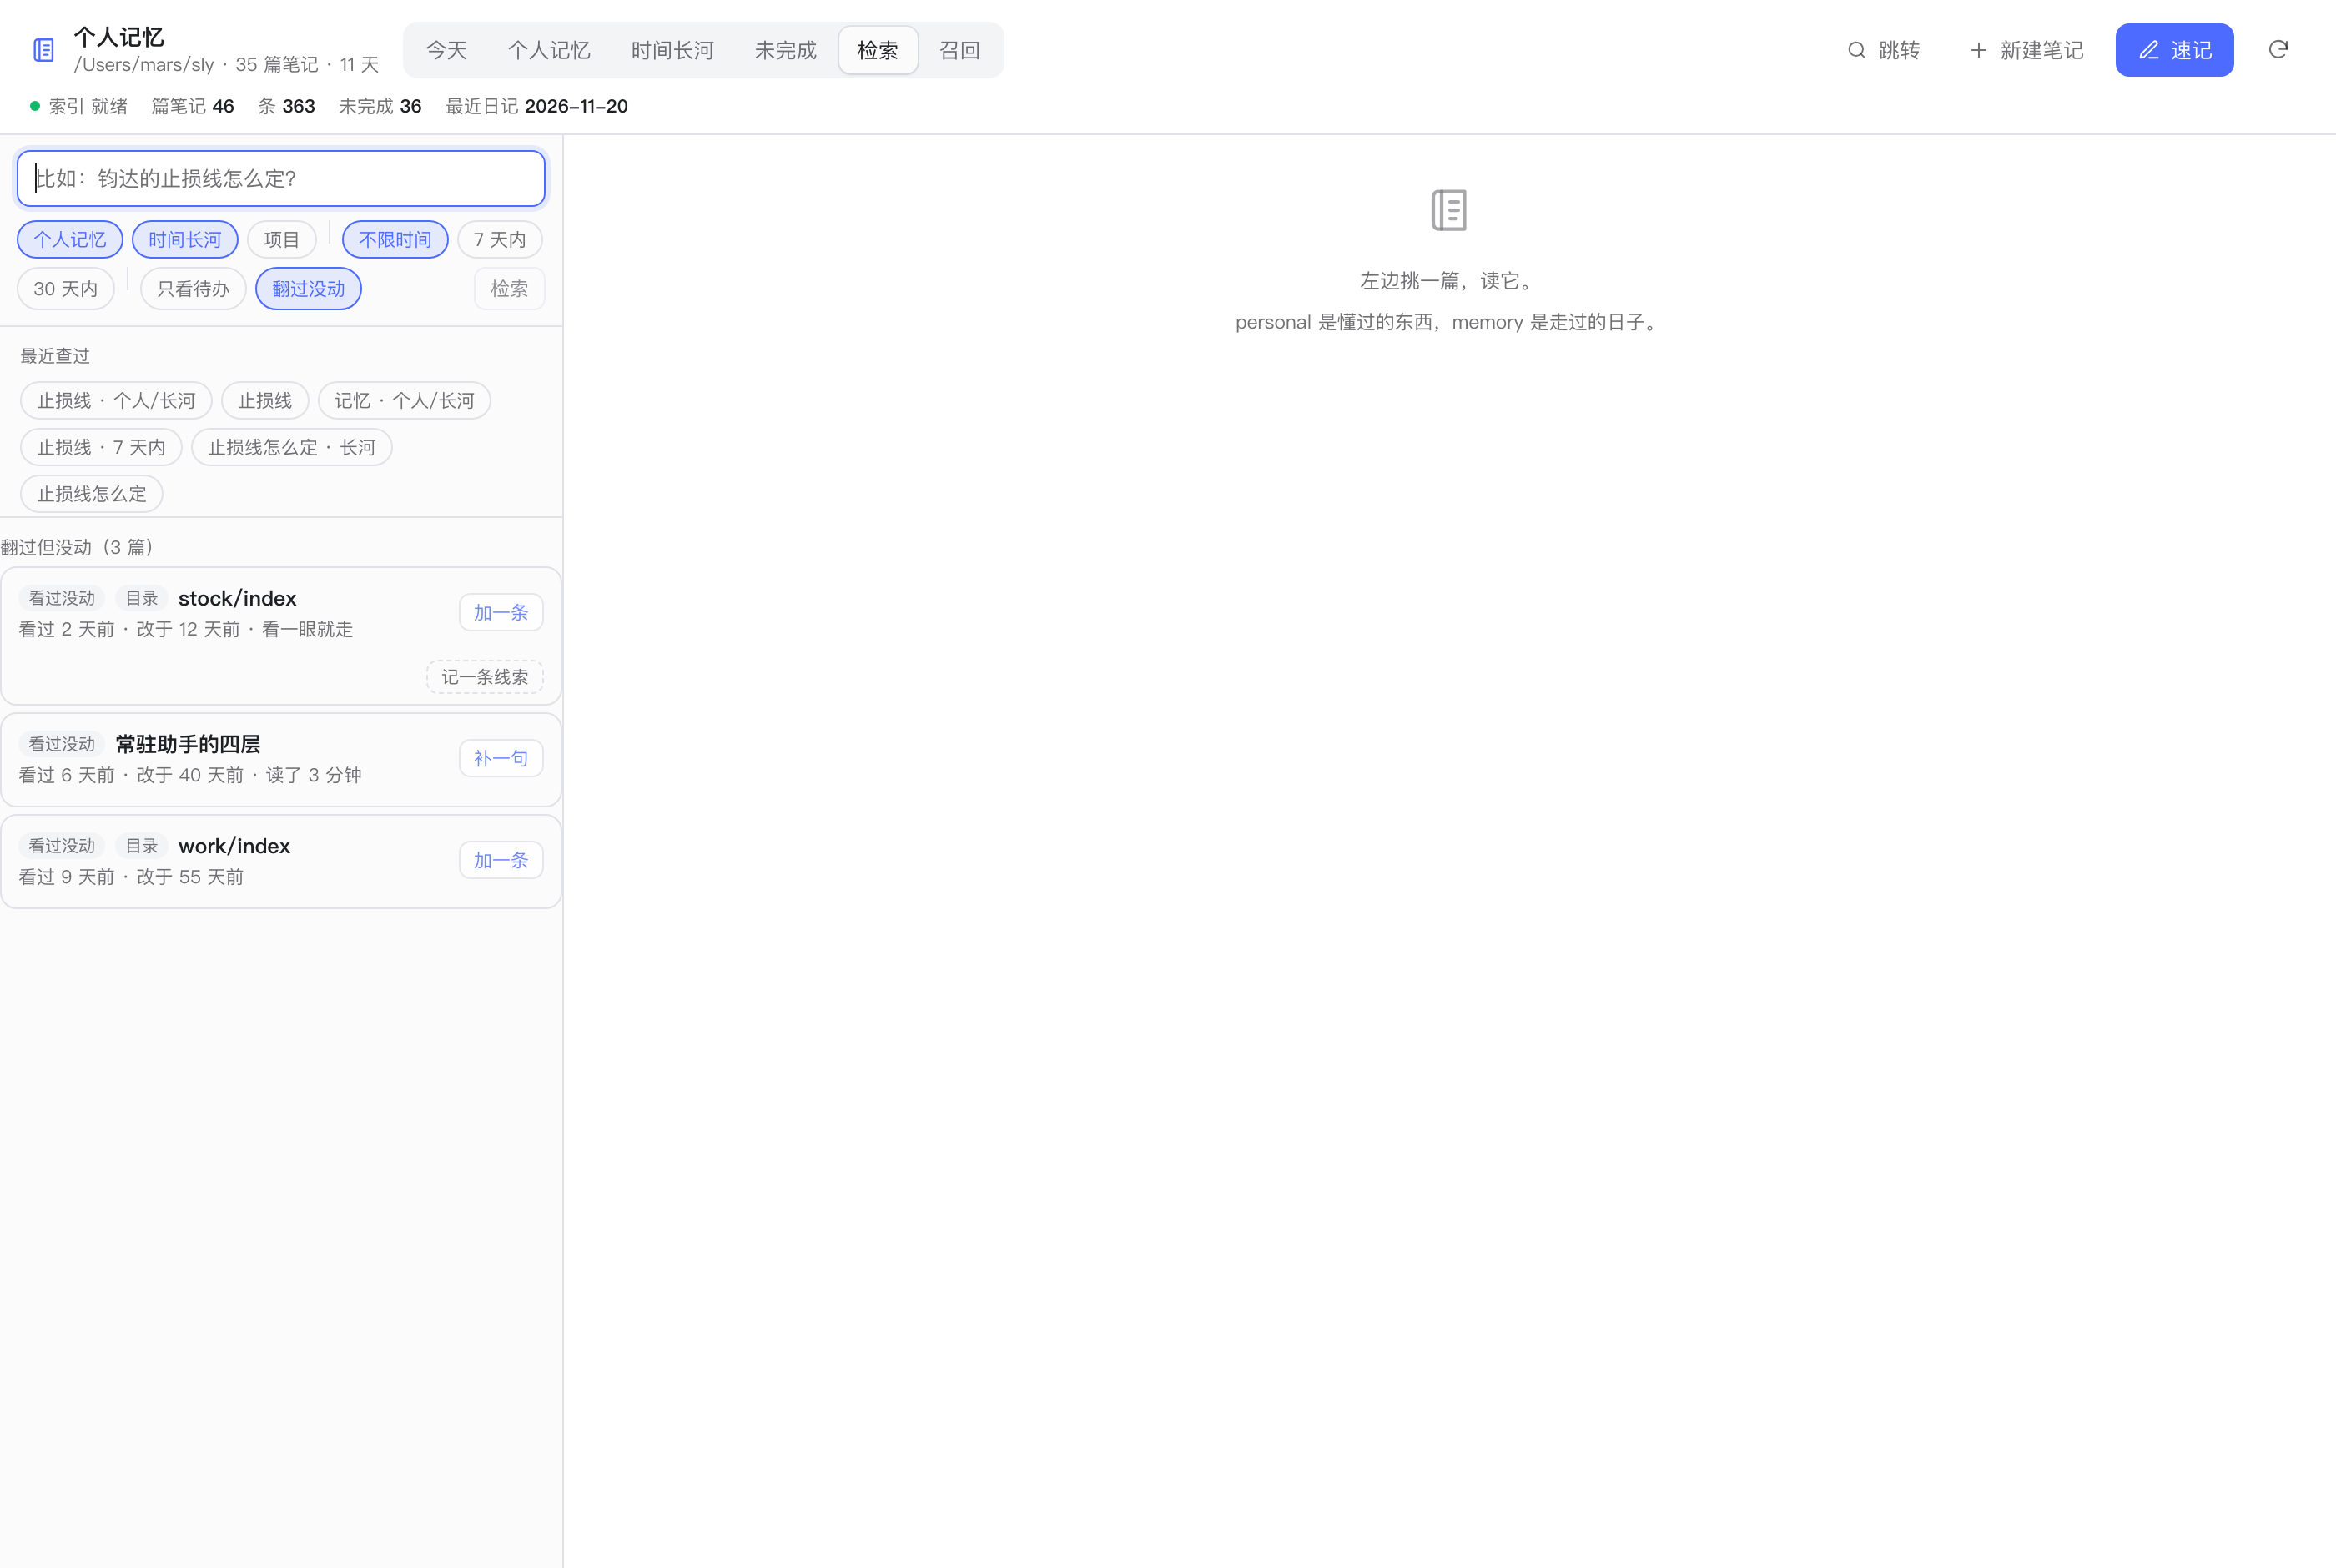 个人记忆
/Users/mars/sly · 35 篇笔记 · 11 天
今天 个人记忆 时间长河 未完成 检索 召回
跳转 新建笔记 速记
索引 就绪 篇笔记 46 条 363 未完成 36 最近日记 2026-11-20
比如：钧达的止损线怎么定？
个人记忆 时间长河 项目 不限时间 7 天内
30 天内 只看待办 翻过没动 检索
最近查过
止损线 · 个人/长河 止损线 记忆 · 个人/长河
止损线 · 7 天内 止损线怎么定 · 长河
止损线怎么定
翻过但没动（3 篇）
看过没动 目录 stock/index 加一条
看过 2 天前 · 改于 12 天前 · 看一眼就走
记一条线索
看过没动 常驻助手的四层 补一句
看过 6 天前 · 改于 40 天前 · 读了 3 分钟
看过没动 目录 work/index 加一条
看过 9 天前 · 改于 55 天前
左边挑一篇，读它。
personal 是懂过的东西，memory 是走过的日子。